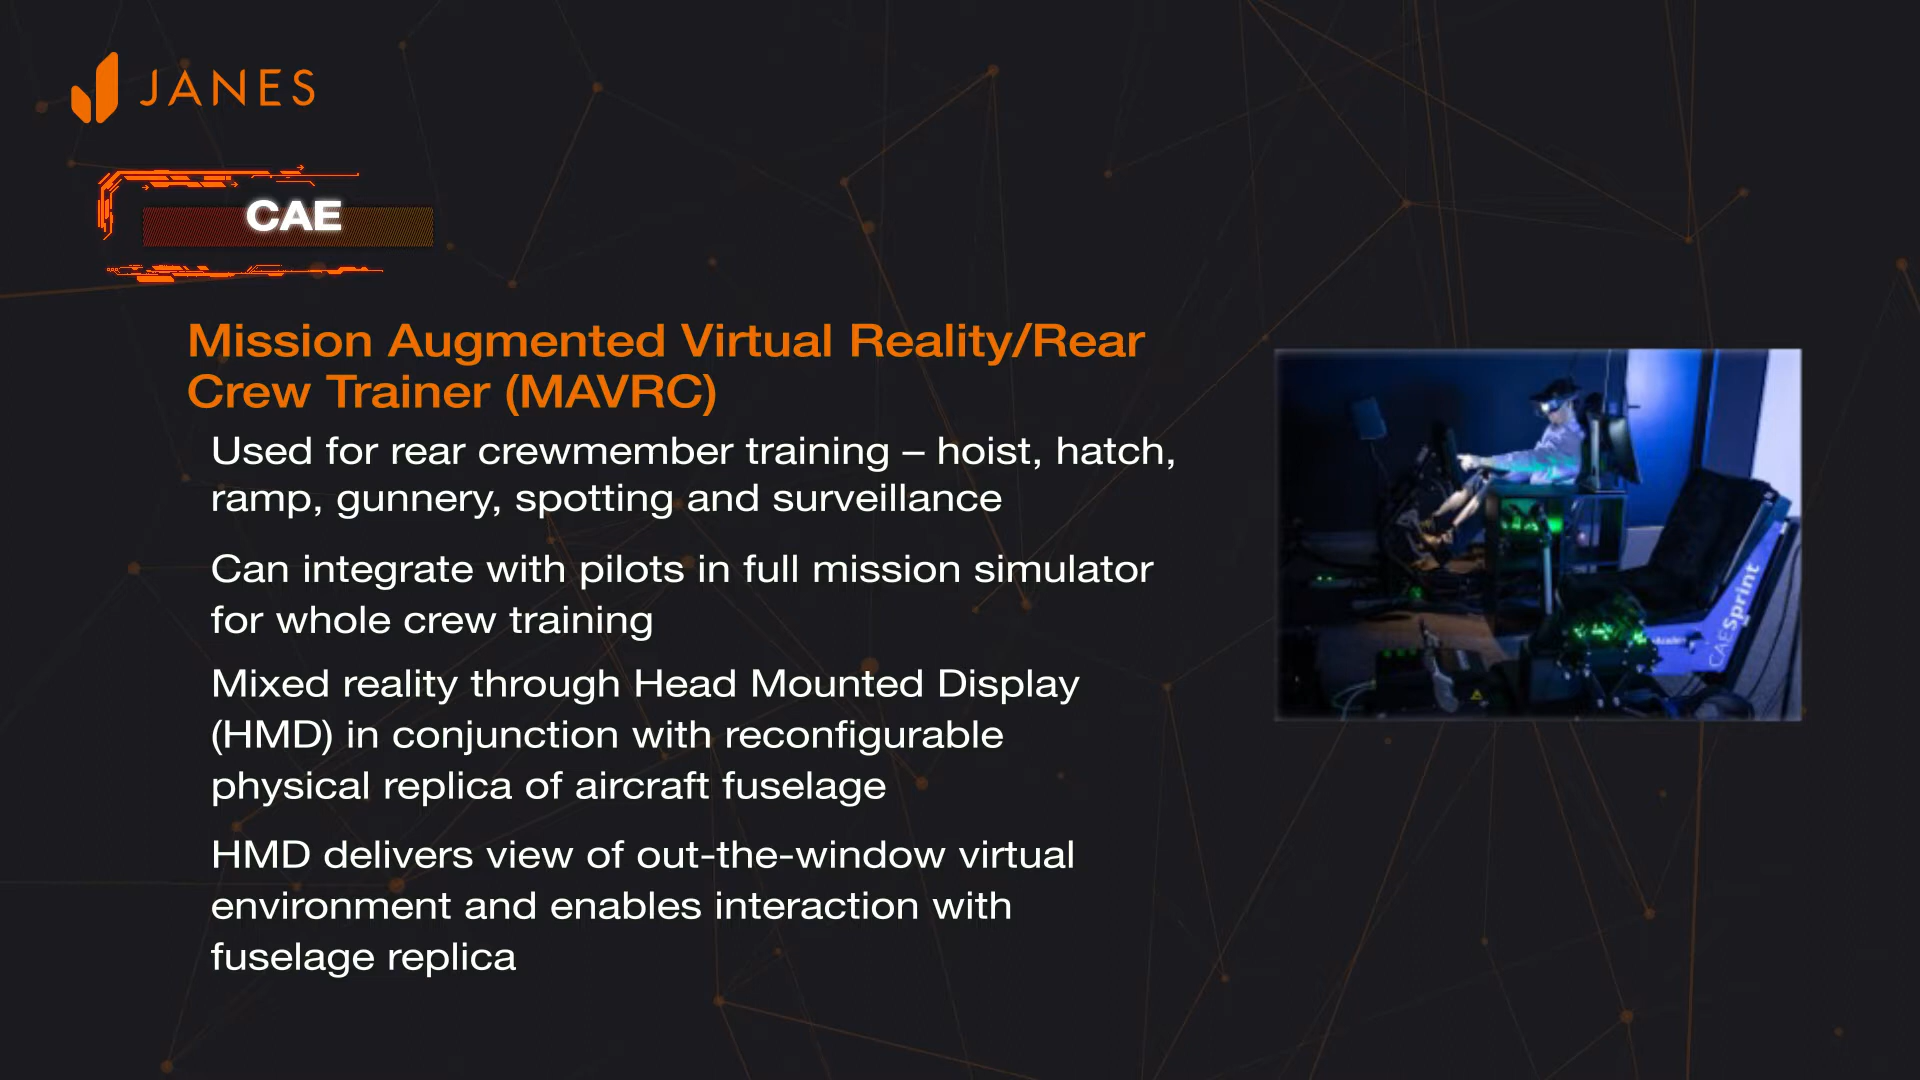 JANES
CAE
Mission Augmented Virtual Reality/Rear
Crew Trainer (MAVRC)
Used for rear crewmember training – hoist, hatch,
ramp, gunnery, spotting and surveillance
Can integrate with pilots in full mission simulator
for whole crew training
Mixed reality through Head Mounted Display
(HMD) in conjunction with reconfigurable
physical replica of aircraft fuselage
HMD delivers view of out-the-window virtual
environment and enables interaction with
fuselage replica
CAESprint